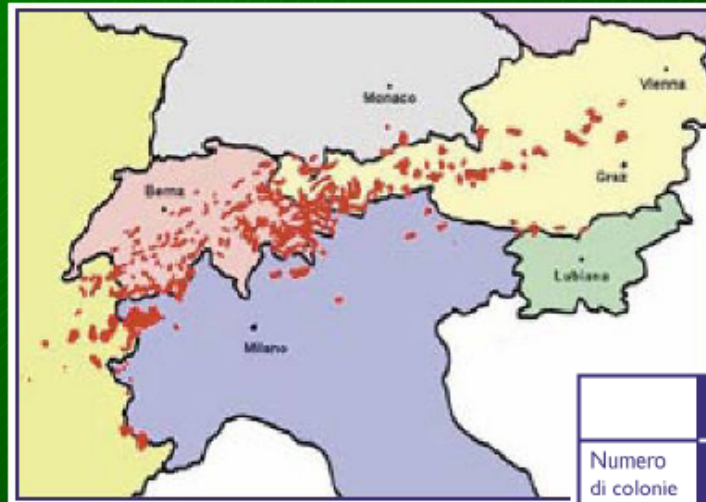 Vienna
Monaco
Graz
Berna
Lubiana
Milano
Numero
di colonie